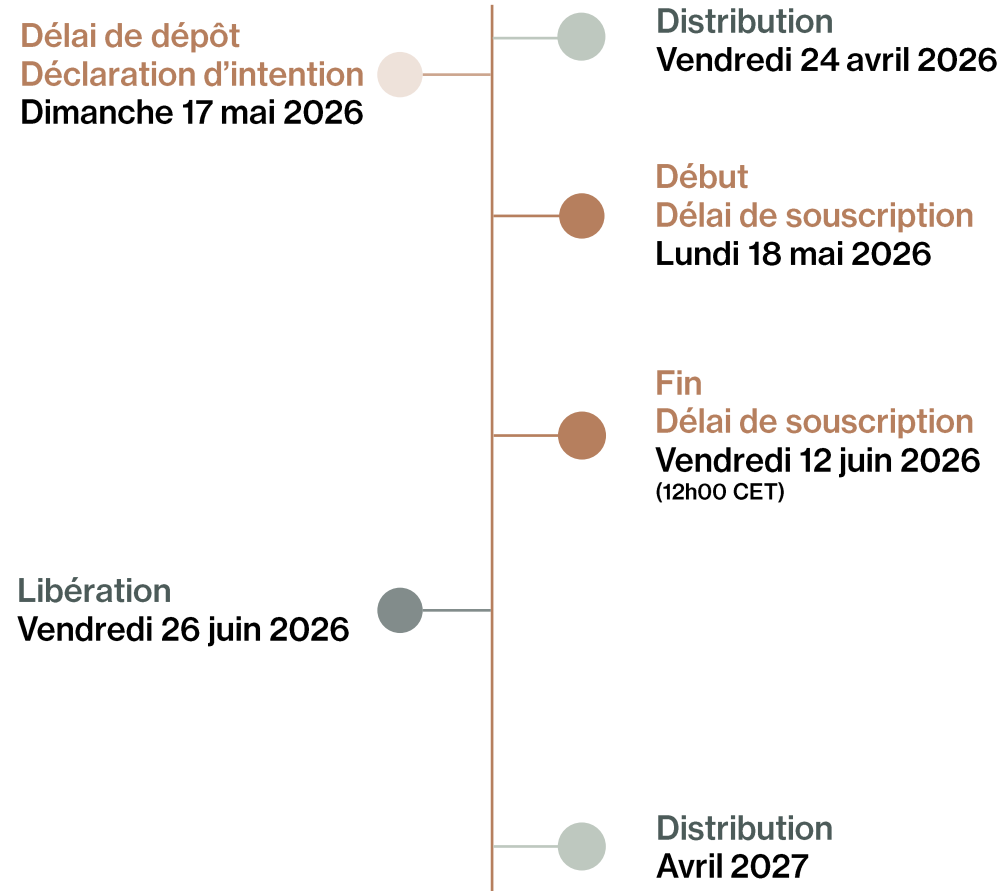 Distribution
Vendredi 24 avril 2026
Délai de dépôt
Déclaration d’intention
Dimanche 17 mai 2026
Début
Délai de souscription
Lundi 18 mai 2026
Fin
Délai de souscription
Vendredi 12 juin 2026
(12h00 CET)
Libération
Vendredi 26 juin 2026
Distribution
Avril 2027